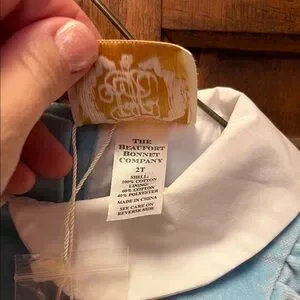 THE
BEAUFORT
BONNET
COMPANY
2T
SHELL:
100% COTTON
LINING:
60% COTTON
40% POLYESTER
MADE IN CHINA
SEE CARE ON
REVERSE SIDE